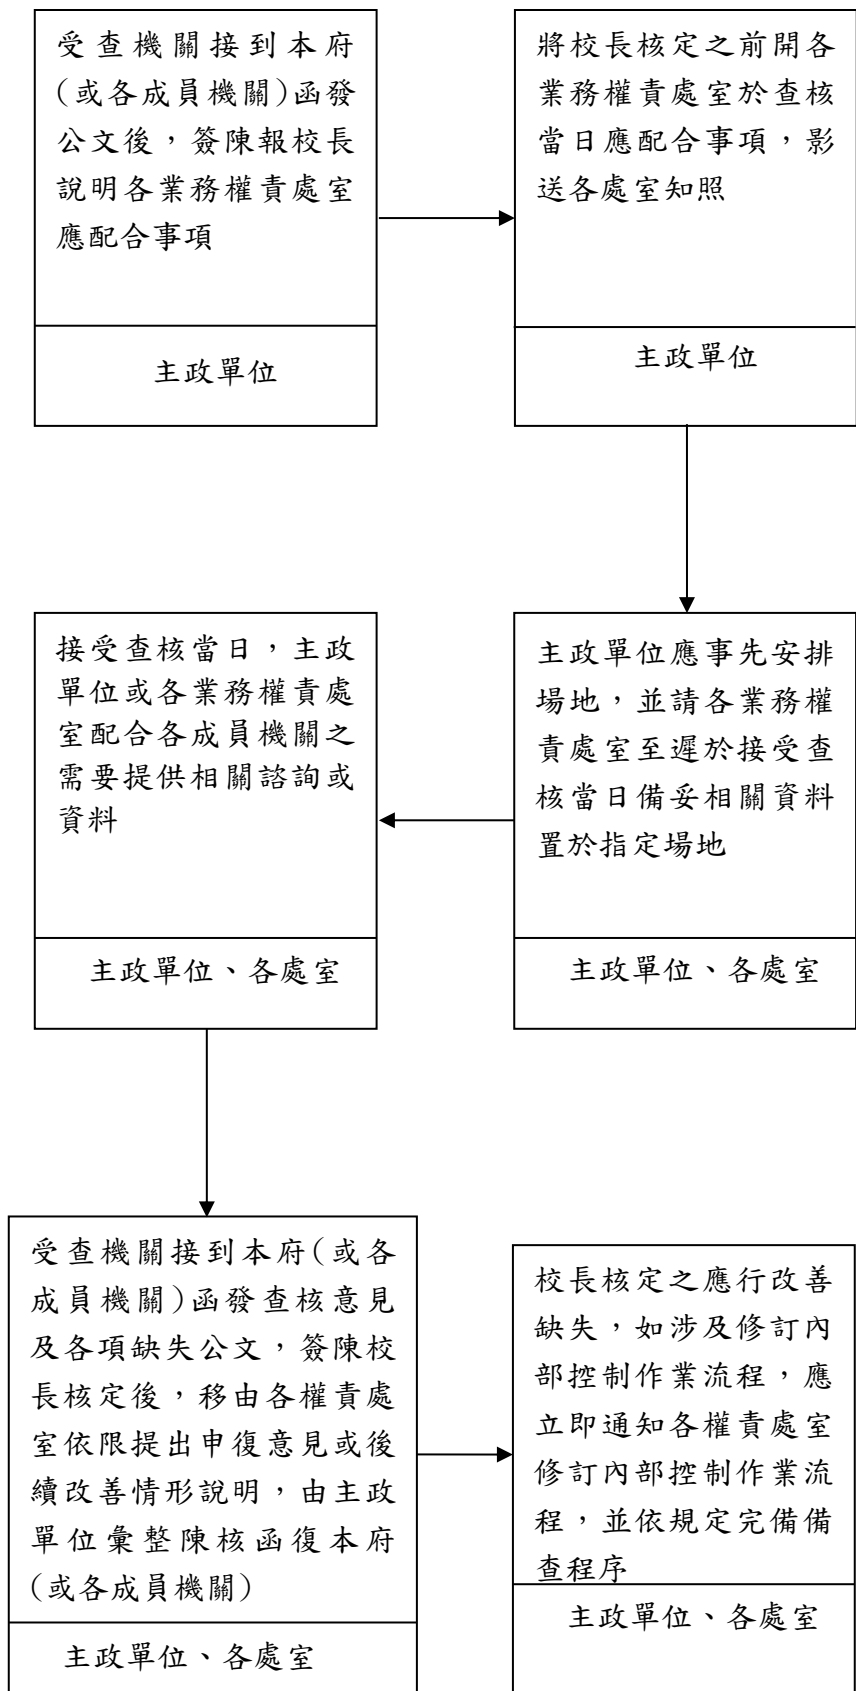 受查機關接到本府
(或各成員機關)函發
公文後，簽陳報校長
說明各業務權責處室
應配合事項
主政單位
將校長核定之前開各
業務權責處室於查核
當日應配合事項，影
送各處室知照
主政單位
主政單位應事先安排
場地，並請各業務權
責處室至遲於接受查
核當日備妥相關資料
置於指定場地
主政單位、各處室
接受查核當日，主政
單位或各業務權責處
室配合各成員機關之
需要提供相關諮詢或
資料
主政單位、各處室
受查機關接到本府(或各
成員機關)函發查核意見
及各項缺失公文，簽陳校
長核定後，移由各權責處
室依限提出申復意見或後
續改善情形說明，由主政
單位彙整陳核函復本府
(或各成員機關)
主政單位、各處室
校長核定之應行改善
缺失，如涉及修訂內
部控制作業流程，應
立即通知各權責處室
修訂內部控制作業流
程，並依規定完備備
查程序
主政單位、各處室